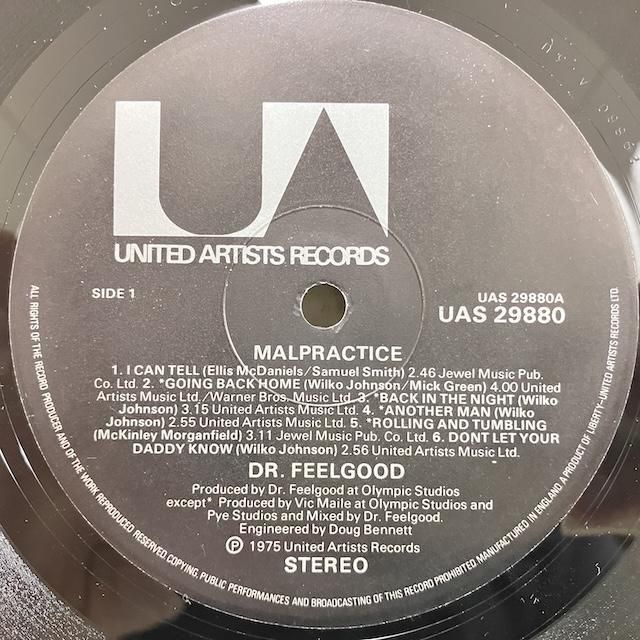 UA
UNITED ARTISTS RECORDS
SIDE 1
UAS 29880A
UAS 29880
MALPRACTICE
1. I CAN TELL (Ellis McDaniels/Samuel Smith) 2.46 Jewel Music Pub.
Co. Ltd. 2. *GOING BACK HOME (Wilko Johnson/Mick Green) 4.00 United
Artists Music Ltd./Warner Bros. Music Ltd. 3. *BACK IN THE NIGHT (Wilko
Johnson) 3.15 United Artists Music Ltd. 4. *ANOTHER MAN (Wilko
Johnson) 2.55 United Artists Music Ltd. 5. *ROLLING AND TUMBLING
(McKinley Morganfield) 3.11 Jewel Music Pub. Co. Ltd. 6. DONT LET YOUR
DADDY KNOW (Wilko Johnson) 2.56 United Artists Music Ltd.
DR. FEELGOOD
Produced by Dr. Feelgood at Olympic Studios
except* Produced by Vic Maile at Olympic Studios and
Pye Studios and Mixed by Dr. Feelgood.
Engineered by Doug Bennett
℗ 1975 United Artists Records
STEREO
ALL RIGHTS OF THE RECORD PRODUCER AND OF THE WORK REPRODUCED RESERVED COPYING, PUBLIC PERFORMANCES AND BROADCASTING OF THIS RECORD PROHIBITED MANUFACTURED IN ENGLAND A PRODUCT OF LIBERTY-UNITED ARTISTS RECORDS LTD.